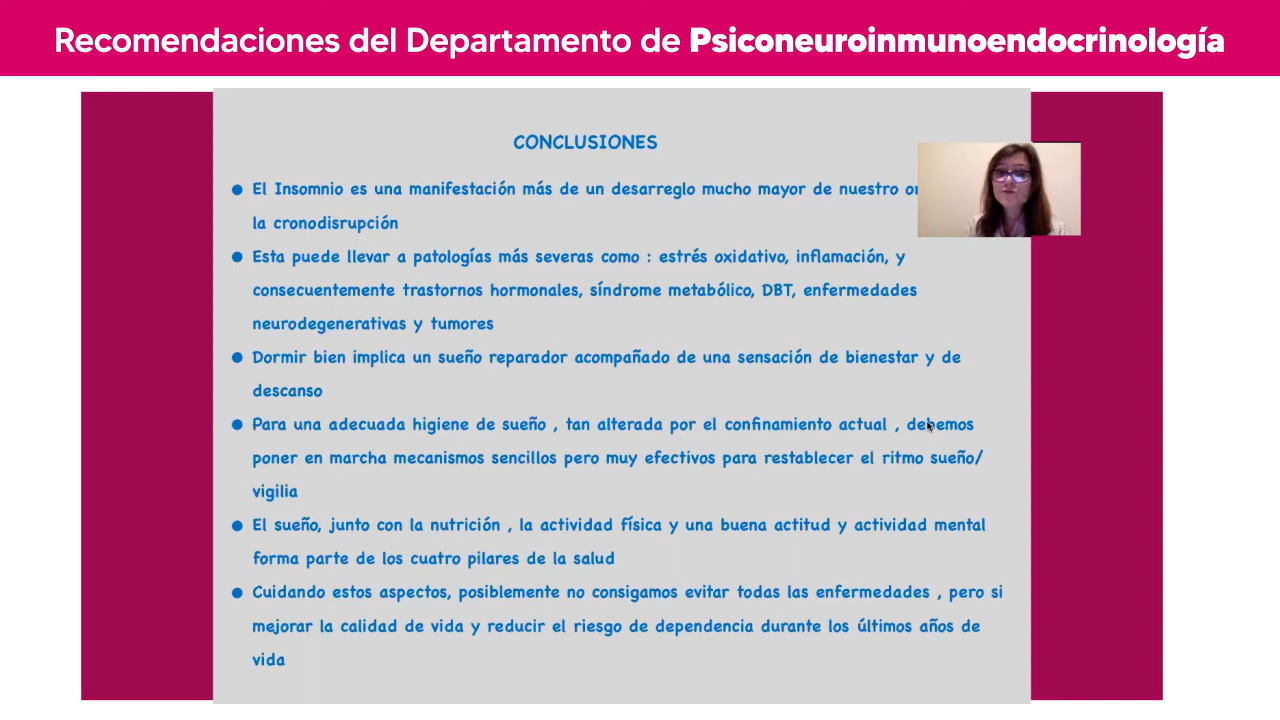 Recomendaciones del Departamento de Psiconeuroinmunoendocrinología
CONCLUSIONES
● El Insomnio es una manifestación más de un desarreglo mucho mayor de nuestro
la cronodisrupción
● Esta puede llevar a patologías más severas como : estrés oxidativo, inflamación, y
consecuentemente trastornos hormonales, síndrome metabólico, DBT, enfermedades
neurodegenerativas y tumores
● Dormir bien implica un sueño reparador acompañado de una sensación de bienestar y de
descanso
● Para una adecuada higiene de sueño , tan alterada por el confinamiento actual , debemos
poner en marcha mecanismos sencillos pero muy efectivos para restablecer el ritmo sueño/
vigilia
● El sueño, junto con la nutrición , la actividad física y una buena actitud y actividad mental
forma parte de los cuatro pilares de la salud
● Cuidando estos aspectos, posiblemente no consigamos evitar todas las enfermedades , pero si
mejorar la calidad de vida y reducir el riesgo de dependencia durante los últimos años de
vida